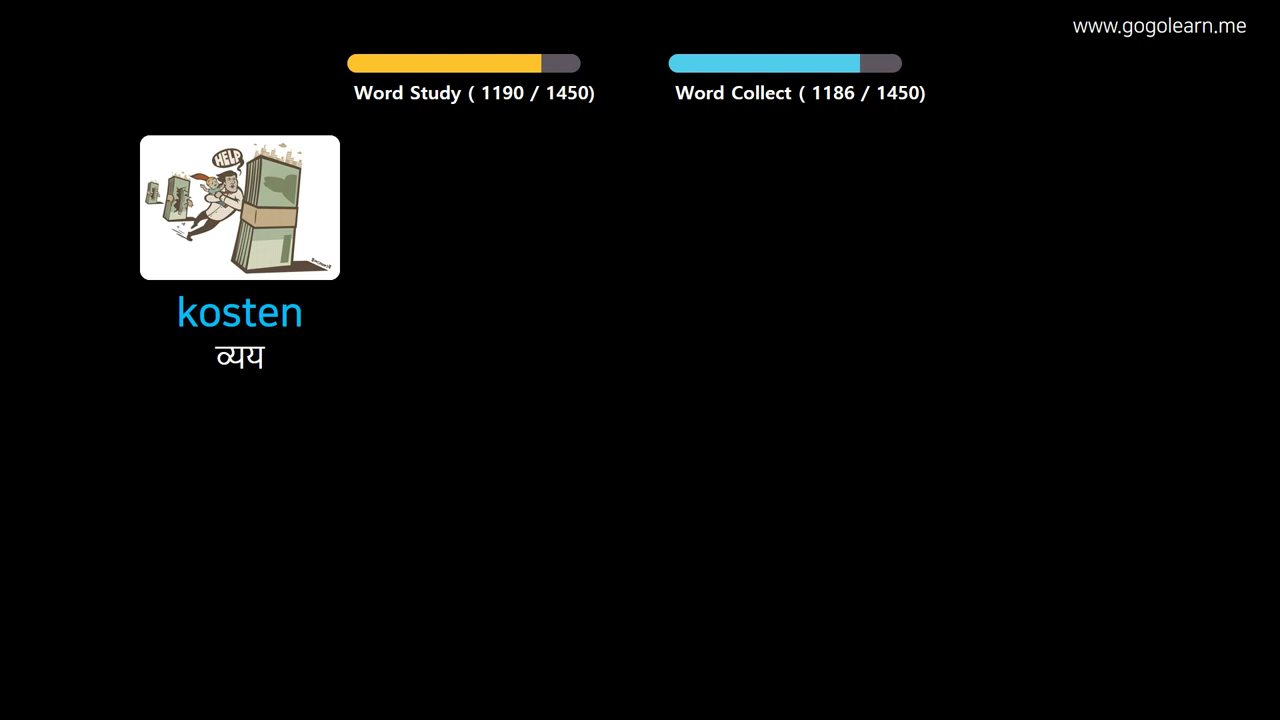 www.gogolearn.me
Word Study ( 1190 / 1450)
Word Collect ( 1186 / 1450)
HELP
kosten
व्यय